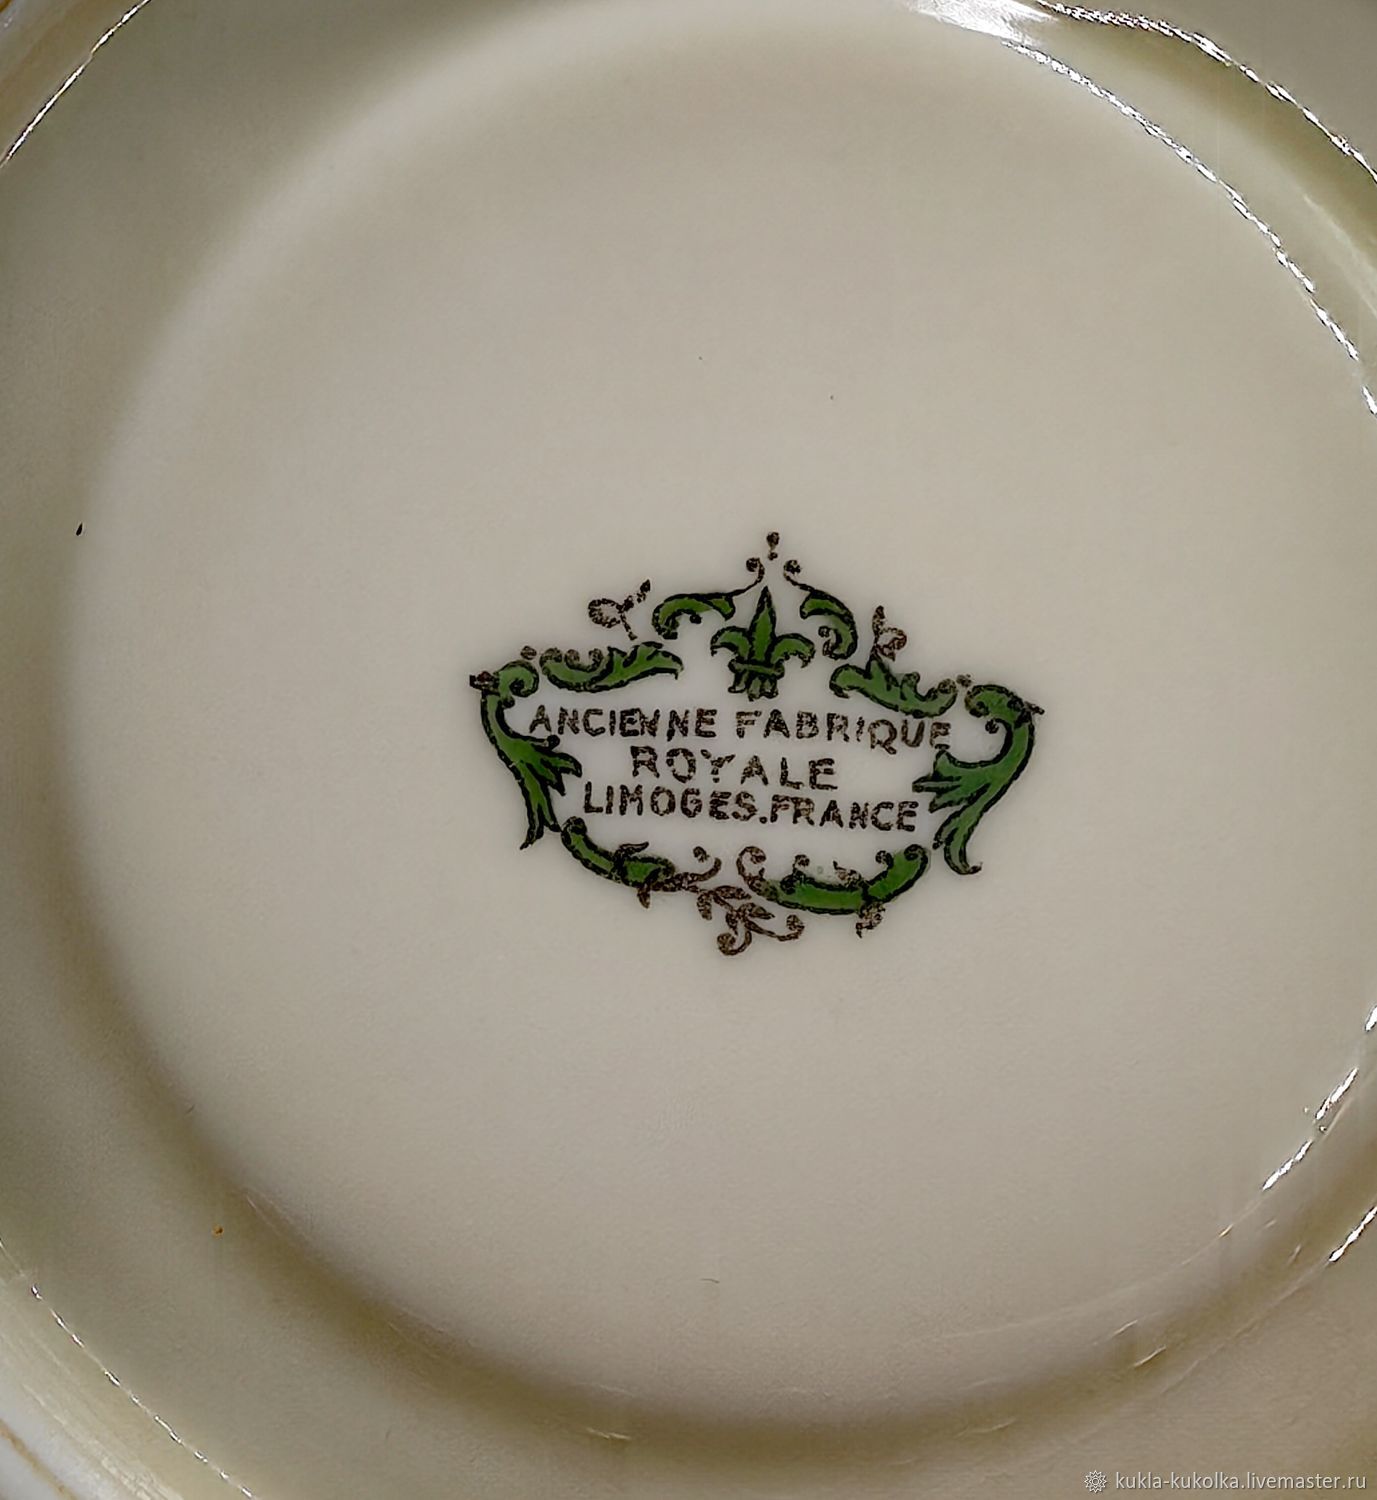 ANCIENNE FABRIQUE
ROYALE
LIMOGES.FRANCE
kukla-kukolka.livemaster.ru